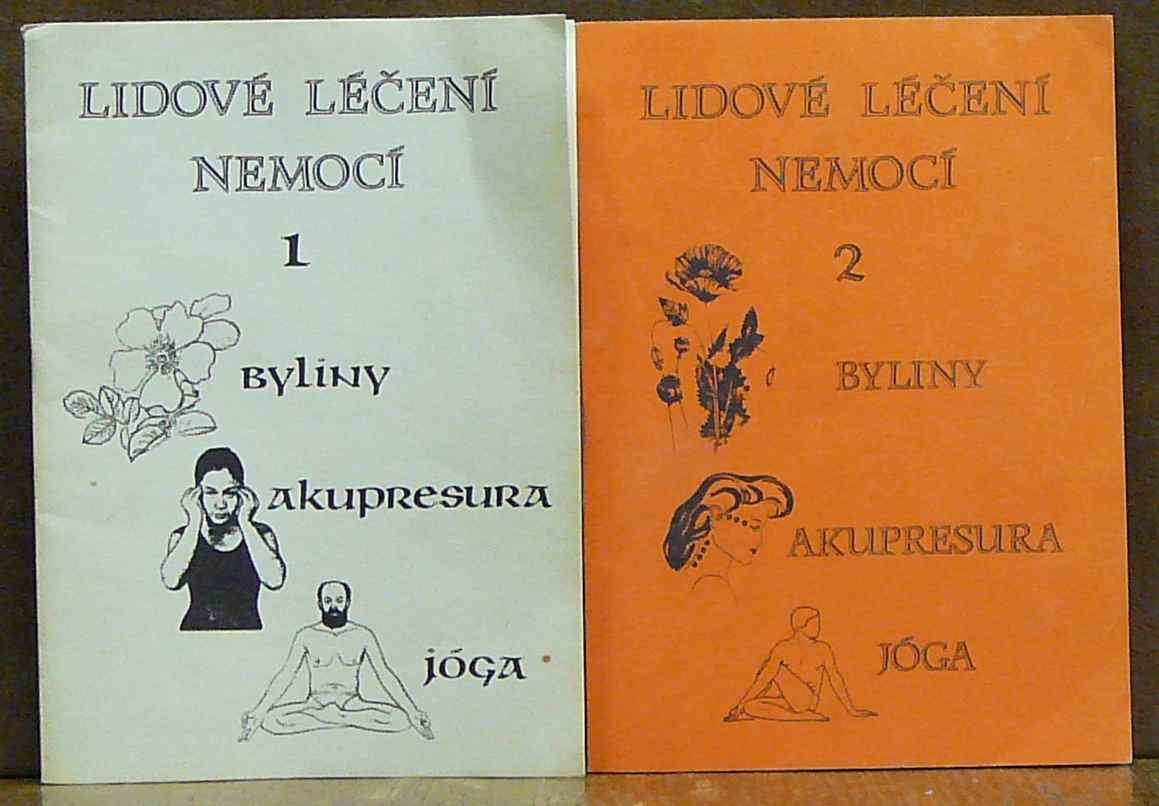 LIDOVÉ LÉČENÍ
NEMOCÍ
1
byliny
akupresura
jóga
LIDOVÉ LÉČENÍ
NEMOCÍ
2
BYLINY
AKUPRESURA
JÓGA